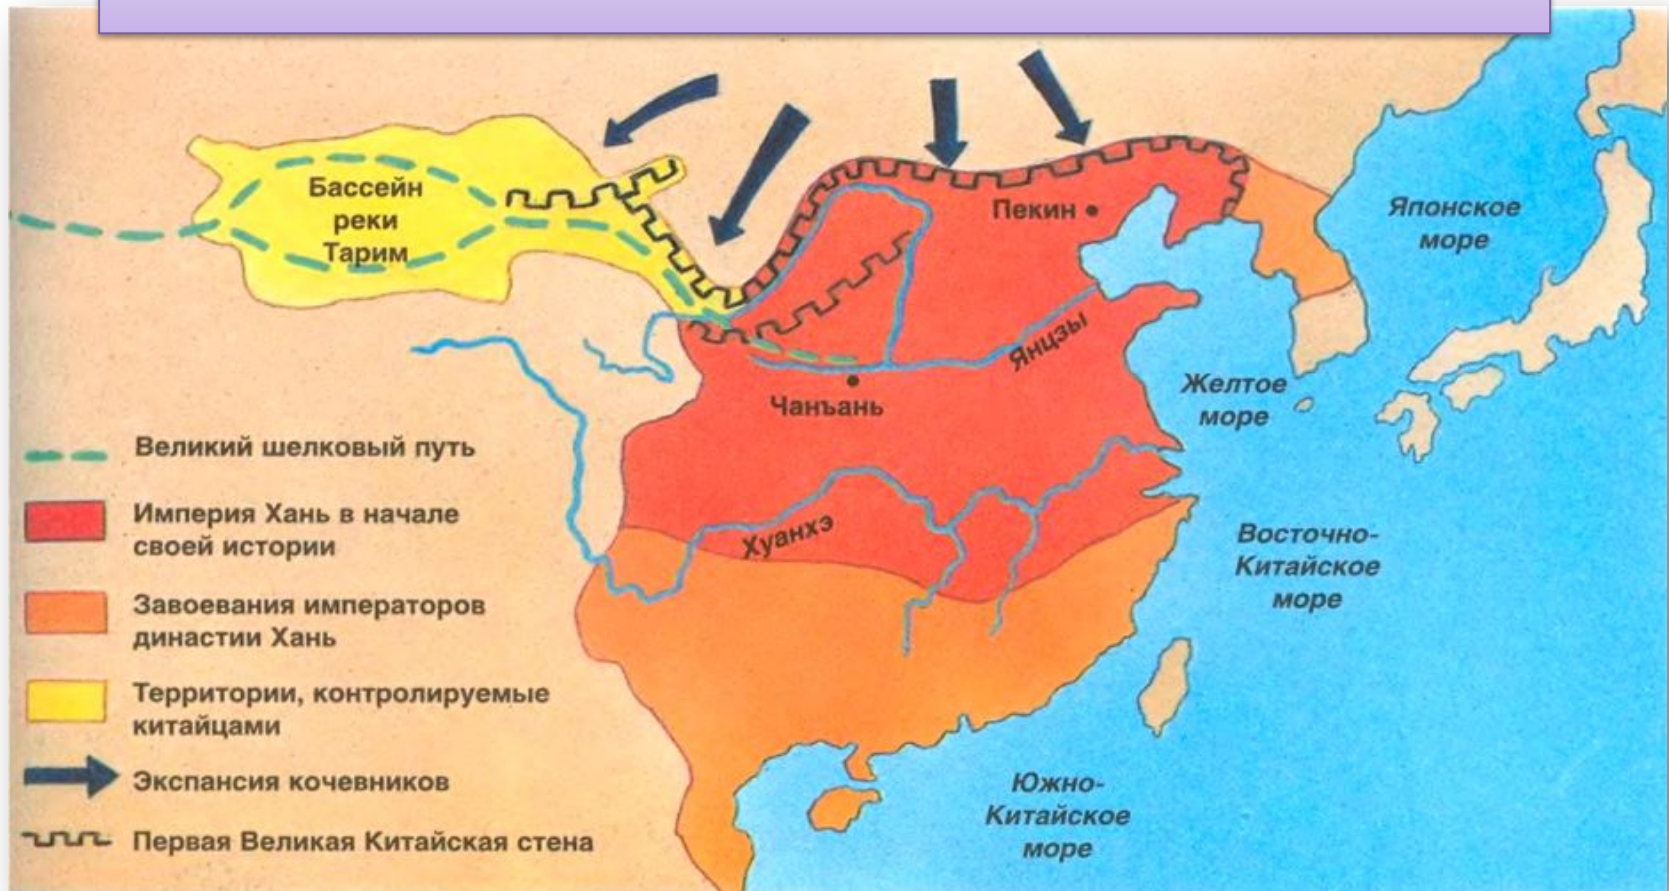 Бассейн
реки
Тарим
Пекин
Японское
море
Янцзы
Желтое
море
Чанъань
Хуанхэ
Восточно-
Китайское
море
Южно-
Китайское
море
Великий шелковый путь
Империя Хань в начале
своей истории
Завоевания императоров
династии Хань
Территории, контролируемые
китайцами
Экспансия кочевников
Первая Великая Китайская стена